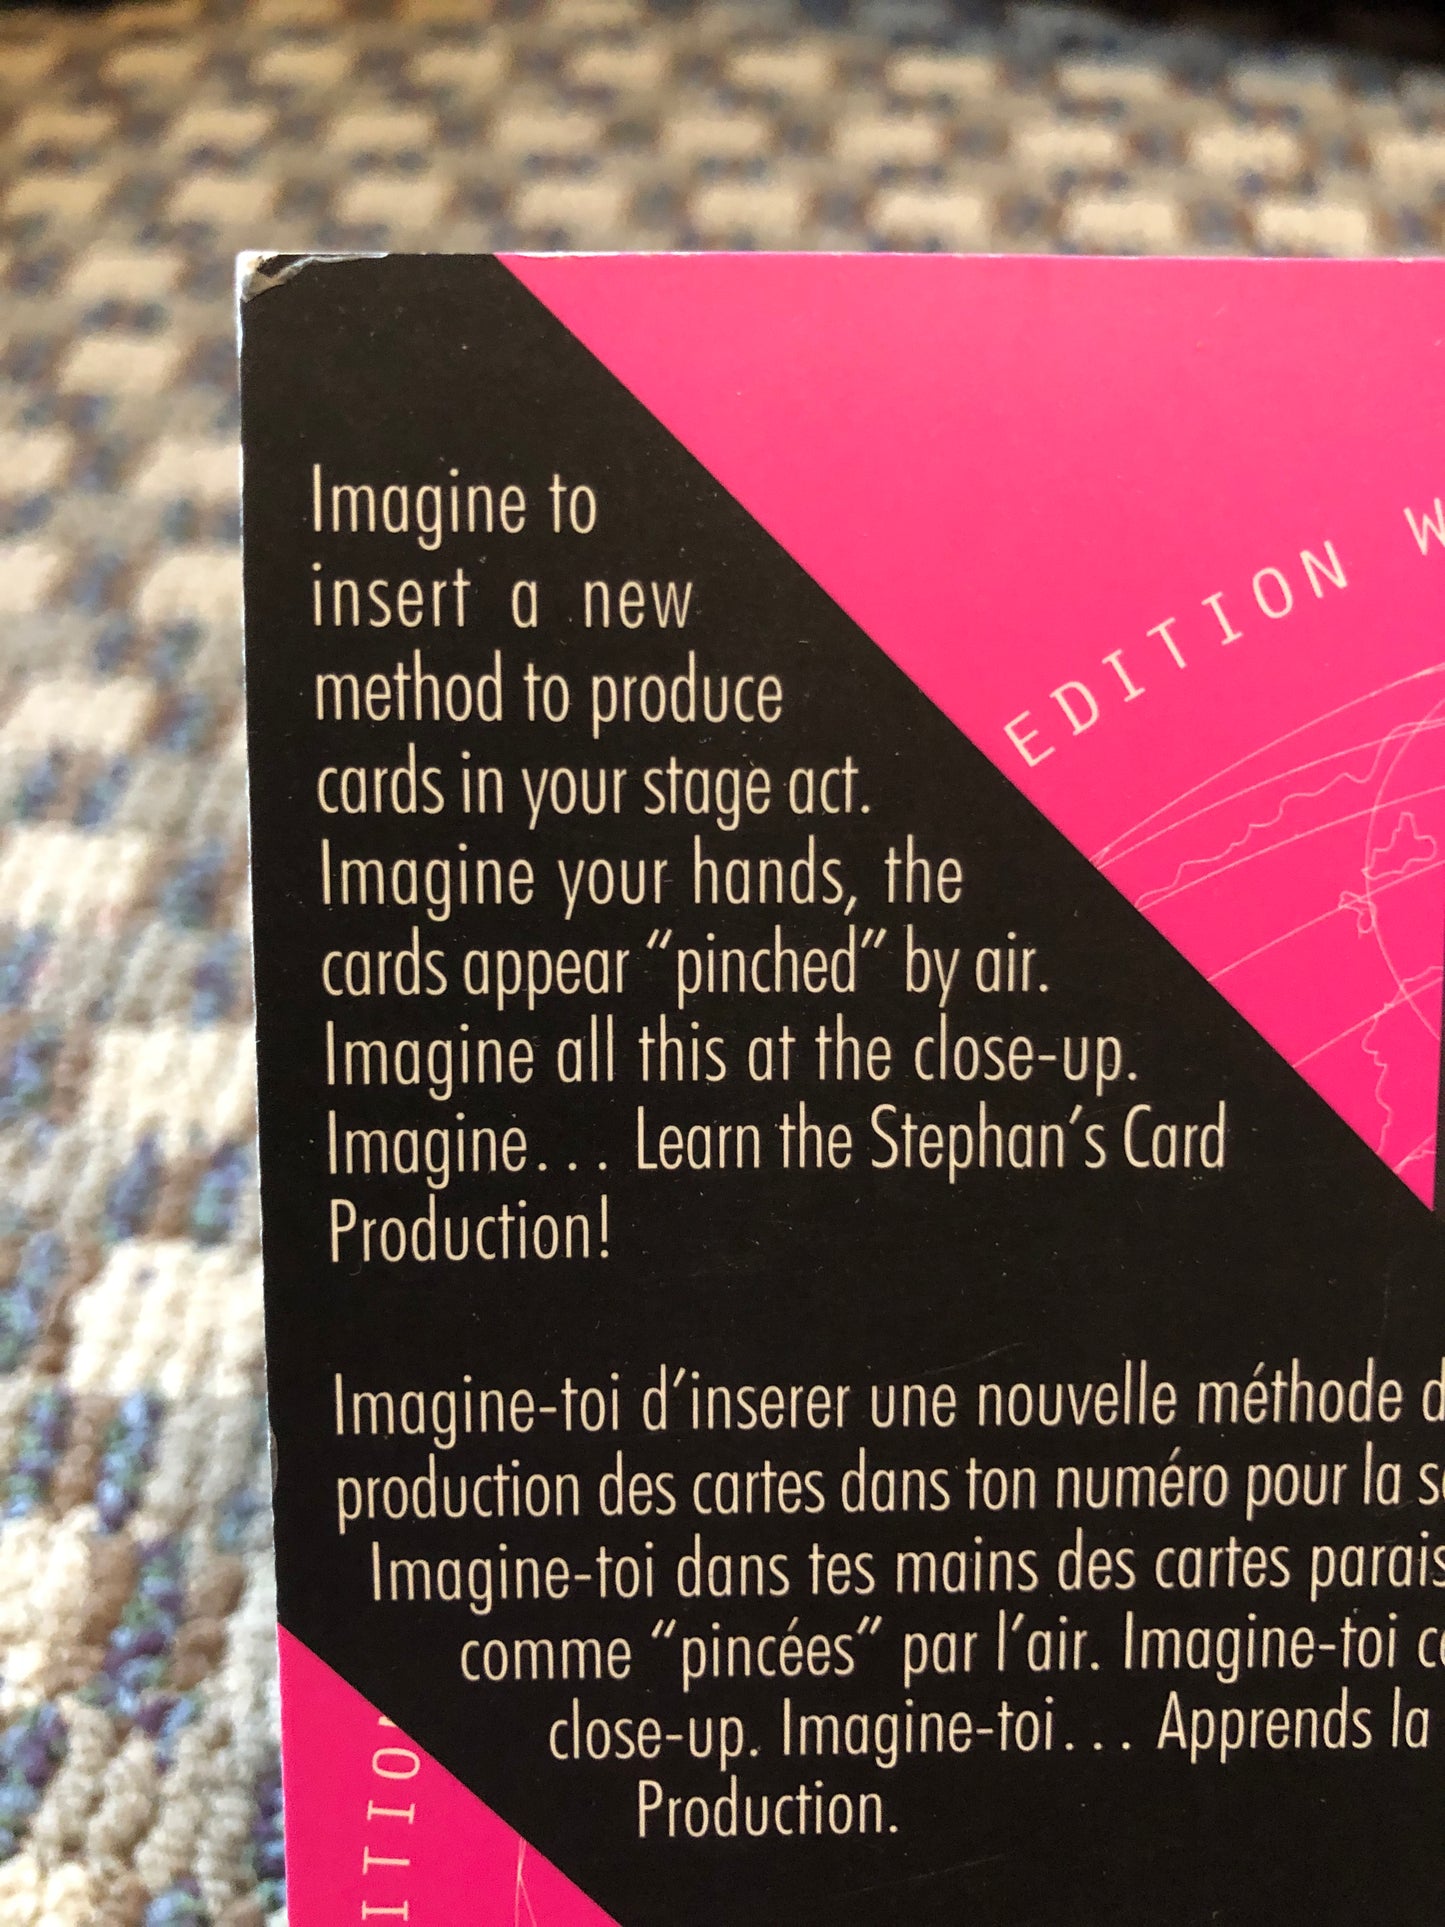 Imagine to
insert a new
method to produce
cards in your stage act.
Imagine your hands, the
cards appear “pinched” by air.
Imagine all this at the close-up.
Imagine... Learn the Stephan’s Card
Production!
EDITION
Imagine-toi d’inserer une nouvelle méthode
production des cartes dans ton numéro pour la
Imagine-toi dans tes mains des cartes
comme “pincées” par l’air. Imagine-toi
close-up. Imagine-toi... Apprends la
Production.